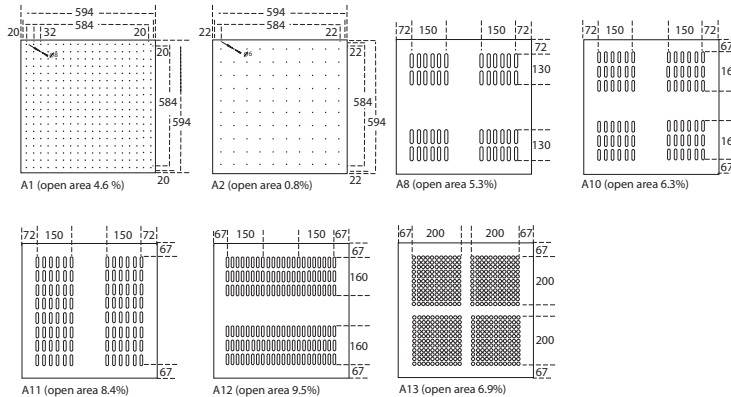 594
584
20 32 20
Ø8
20
584
594
20
A1 (open area 4.6 %)
594
584
22 22
Ø6
22
584
594
22
A2 (open area 0.8%)
72 150 150 72
72
130
130
A8 (open area 5.3%)
72 150 150 72
67
16
16
67
A10 (open area 6.3%)
72 150 150 72
67
67
A11 (open area 8.4%)
67 150 150 67
67
160
160
67
A12 (open area 9.5%)
67 200 200 67
67
200
200
67
A13 (open area 6.9%)